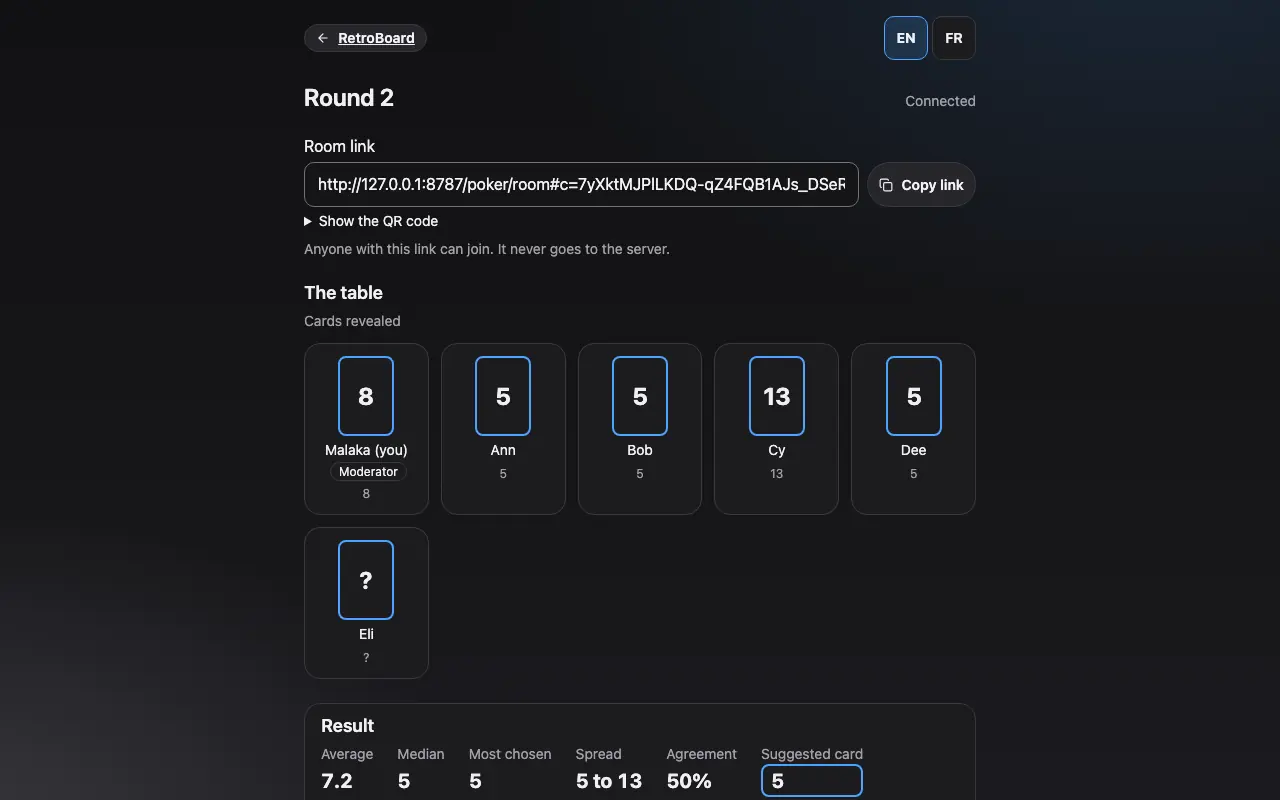 ← RetroBoard
EN FR
Round 2
Connected
Room link
http://127.0.0.1:8787/poker/room#c=7yXktMJPlLKDQ-qZ4FQB1AJs_DSeR
Copy link
Show the QR code
Anyone with this link can join. It never goes to the server.
The table
Cards revealed
8 5 5 13 5
Malaka (you) Ann Bob Cy Dee
Moderator 5 5 13 5
8
?
Eli
?
Result
Average Median Most chosen Spread Agreement Suggested card
7.2 5 5 5 to 13 50% 5